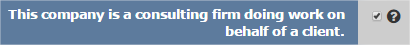 This company is a consulting firm doing work on
behalf of a client.
?